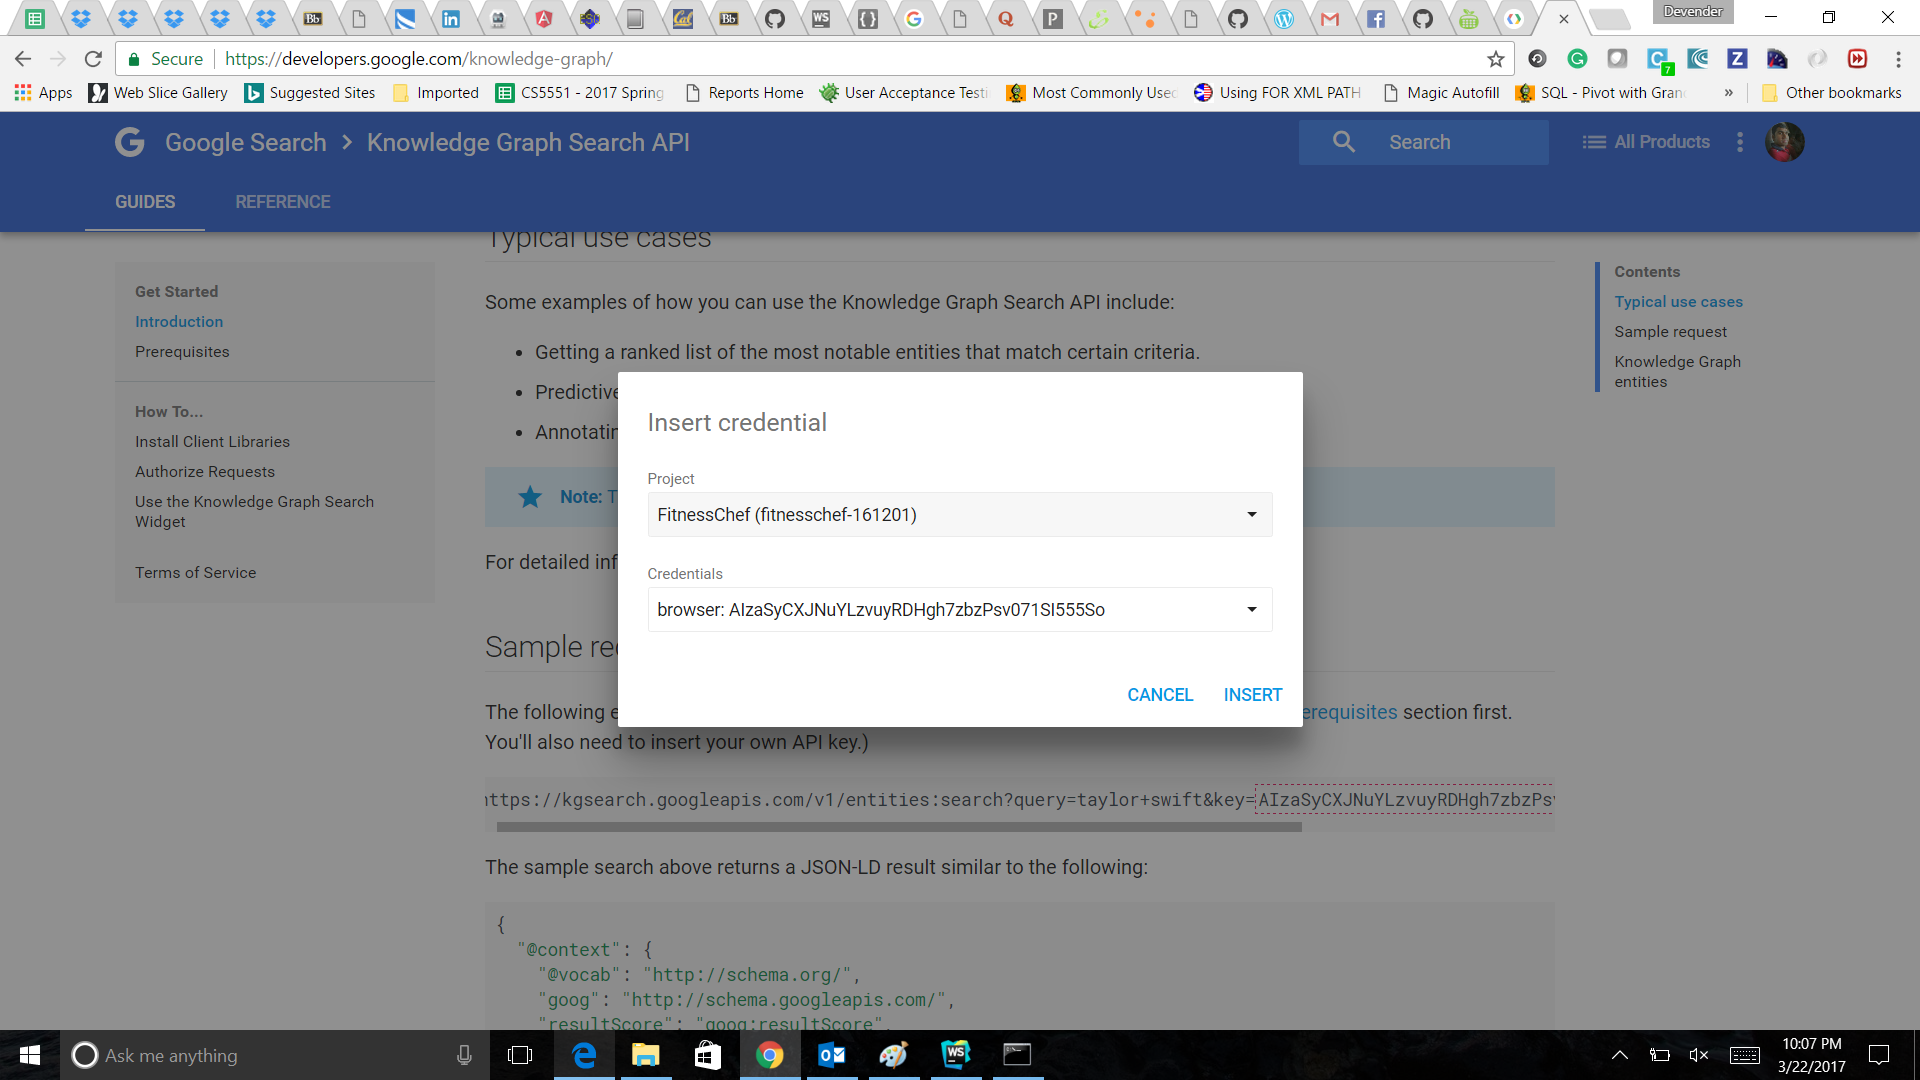 Devender
Secure
https://developers.google.com/knowledge-graph/
7
Apps
Web Slice Gallery
Suggested Sites
Imported
CS5551 - 2017 Spring
Reports Home
User Acceptance Testi
Most Commonly Used
Using FOR XML PATH
Magic Autofill
SQL - Pivot with Gran
»
Other bookmarks
Google Search > Knowledge Graph Search API
Search
All Products
GUIDES
REFERENCE
Get Started
Introduction
Prerequisites
How To...
Install Client Libraries
Authorize Requests
Use the Knowledge Graph Search
Widget
Terms of Service
Typical use cases
Some examples of how you can use the Knowledge Graph Search API include:
Getting a ranked list of the most notable entities that match certain criteria.
Predictive
Annotatin
Note: T
For detailed inf
Sample re
The following e
erequisites section first.
You'll also need to insert your own API key.)
https://kgsearch.googleapis.com/v1/entities:search?query=taylor+swift&key=
The sample search above returns a JSON-LD result similar to the following:
{
"@context": {
"@vocab": "http://schema.org/",
"goog": "http://schema.googleapis.com/",
"resultScore": "goog:resultScore",
Contents
Typical use cases
Sample request
Knowledge Graph
entities
Insert credential
Project
FitnessChef (fitnesschef-161201)
Credentials
browser:
CANCEL
INSERT
Ask me anything
10:07 PM
3/22/2017